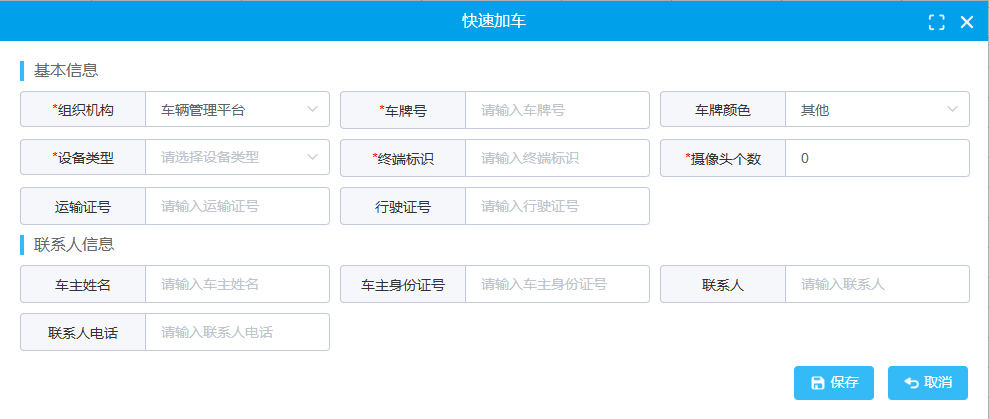 快速加车
基本信息
*组织机构 车辆管理平台 *车牌号 请输入车牌号 车牌颜色 其他
*设备类型 请选择设备类型 *终端标识 请输入终端标识 *摄像头个数 0
运输证号 请输入运输证号 行驶证号 请输入行驶证号
联系人信息
车主姓名 请输入车主姓名 车主身份证号 请输入车主身份证号 联系人 请输入联系人
联系人电话 请输入联系人电话
保存 取消